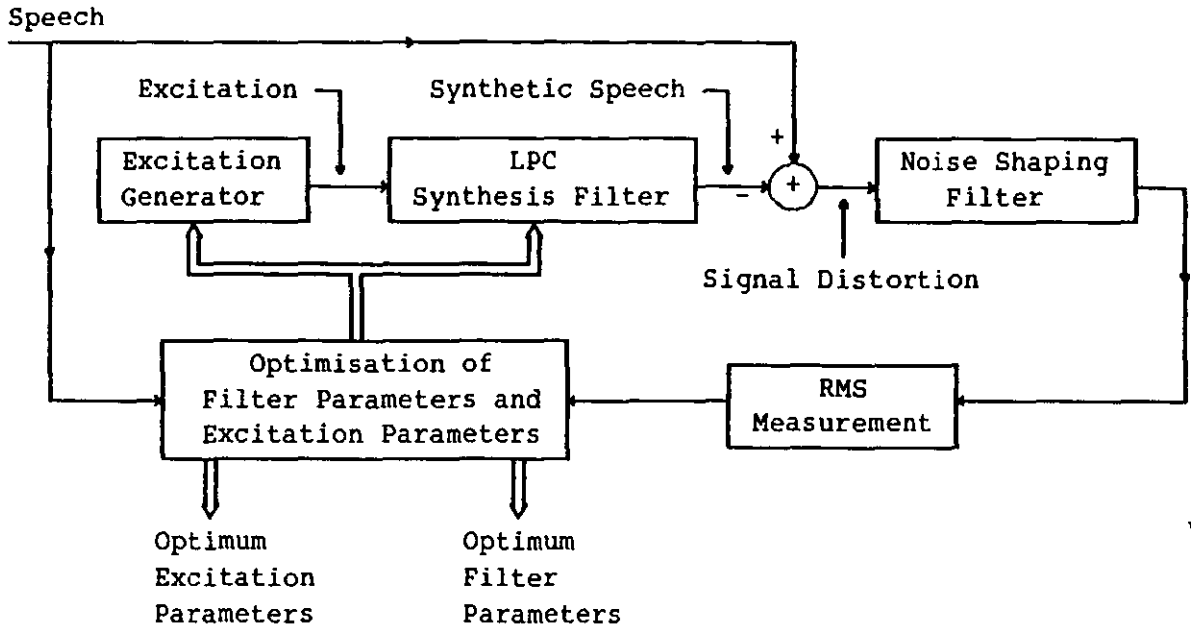 Speech
Excitation
Synthetic Speech
Excitation
Generator
LPC
Synthesis Filter
+
+
-
Noise Shaping
Filter
Signal Distortion
Optimisation of
Filter Parameters and
Excitation Parameters
RMS
Measurement
Optimum
Excitation
Parameters
Optimum
Filter
Parameters